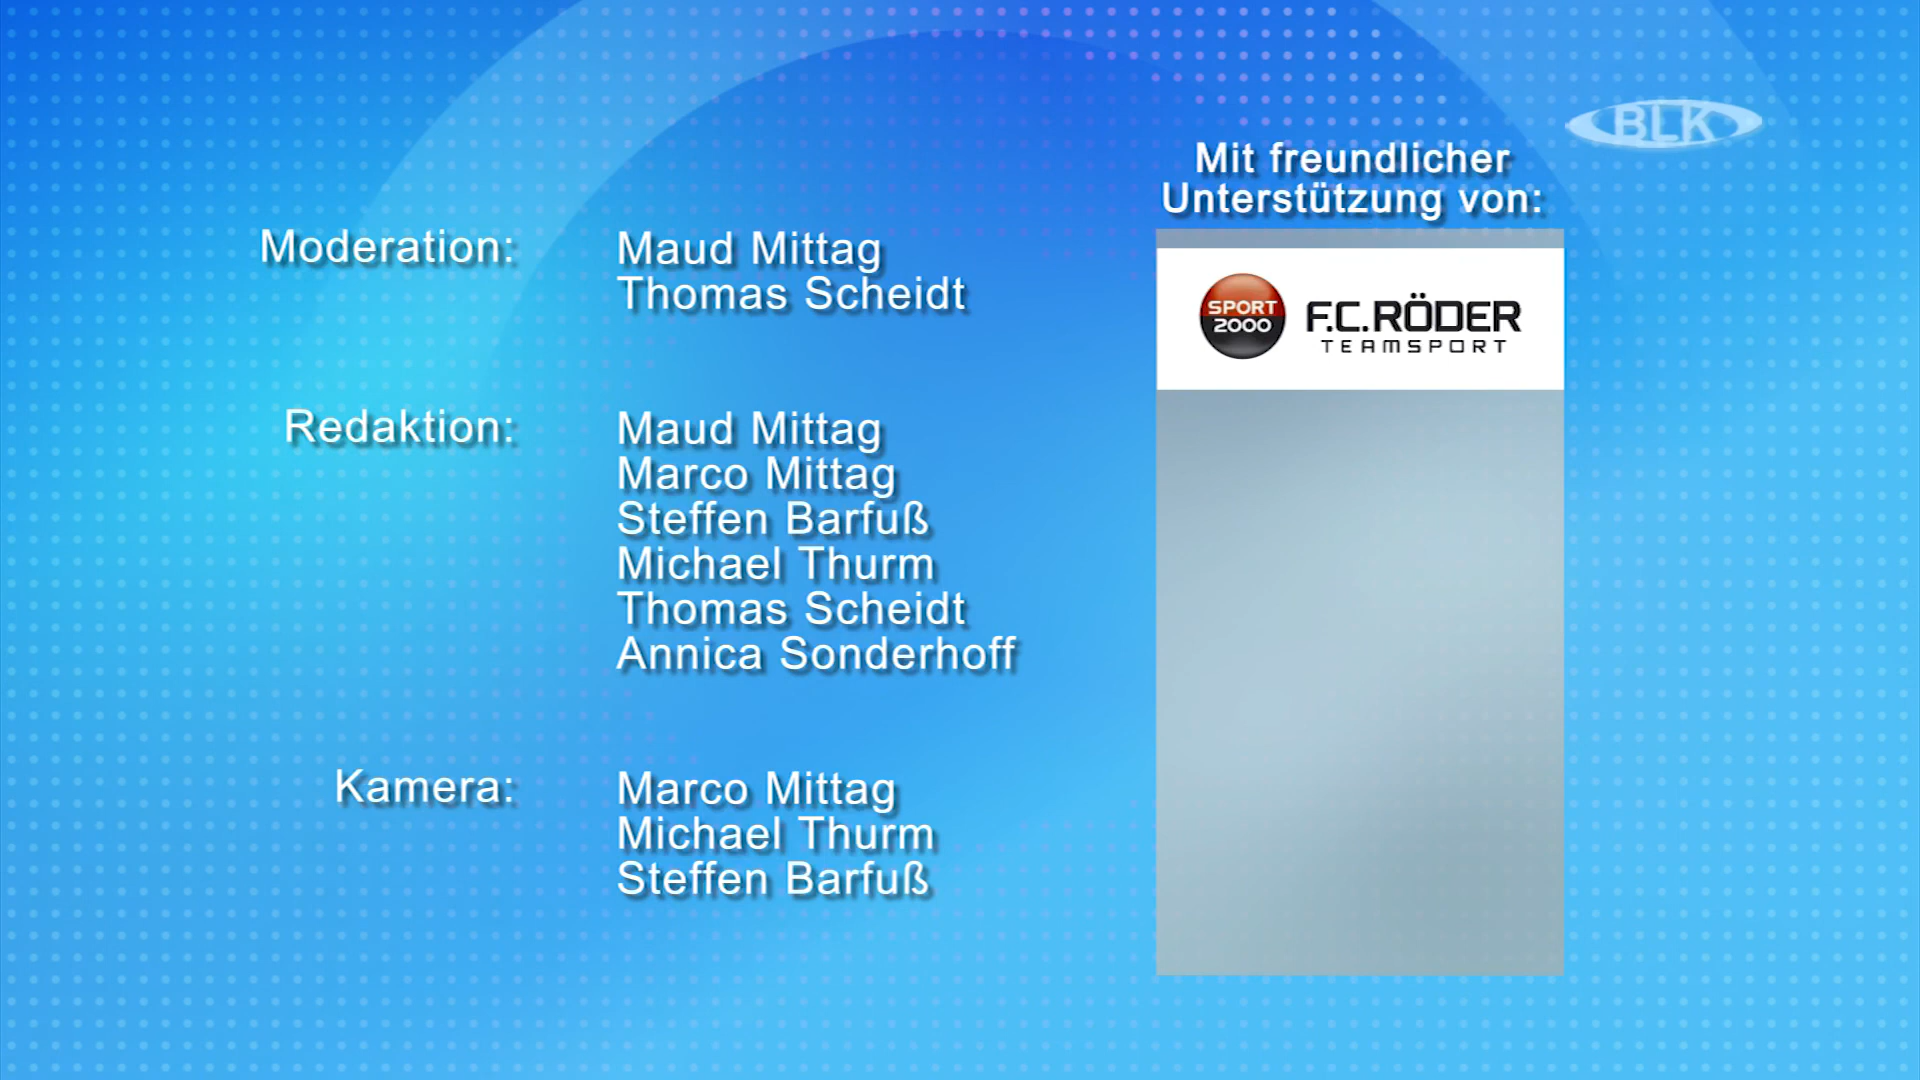 BLK
Mit freundlicher
Unterstützung von:
SPORT
2000
F.C.RÖDER
TEAMSPORT
Moderation:
Maud Mittag
Thomas Scheidt
Redaktion:
Maud Mittag
Marco Mittag
Steffen Barfuß
Michael Thurm
Thomas Scheidt
Annica Sonderhoff
Kamera:
Marco Mittag
Michael Thurm
Steffen Barfuß